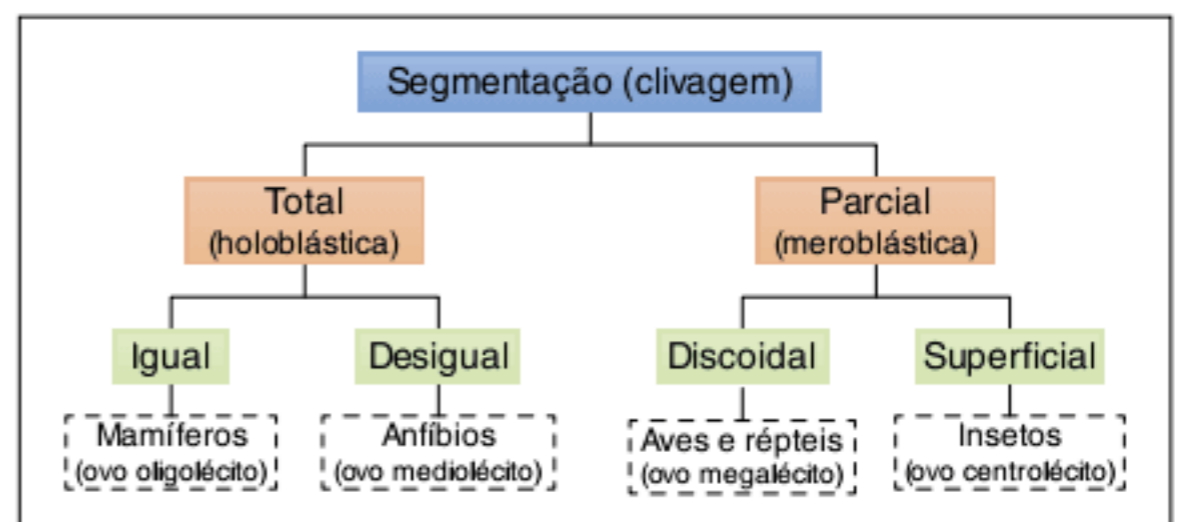 Segmentação (clivagem)
Total
(holoblástica)
Parcial
(meroblástica)
Igual
Desigual
Discoidal
Superficial
Mamíferos
(ovo oligolécito)
Anfíbios
(ovo mediolécito)
Aves e répteis
(ovo megalécito)
Insetos
(ovo centrolécito)